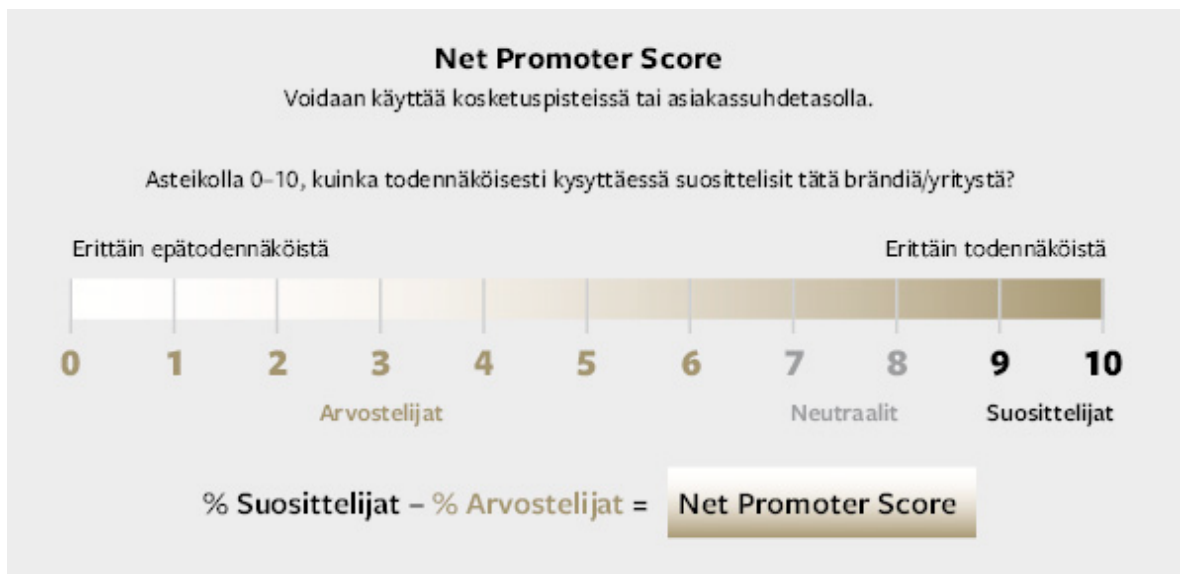 Net Promoter Score
Voidaan käyttää kosketuspisteissä tai asiakassuhdetasolla.
Asteikolla 0–10, kuinka todennäköisesti kysyttäessä suosittelisit tätä brändiä/yritystä?
Erittäin epätodennäköistä Erittäin todennäköistä
0 1 2 3 4 5 6 7 8 9 10
Arvostelijat Neutraalit Suosittelijat
% Suosittelijat – % Arvostelijat = Net Promoter Score